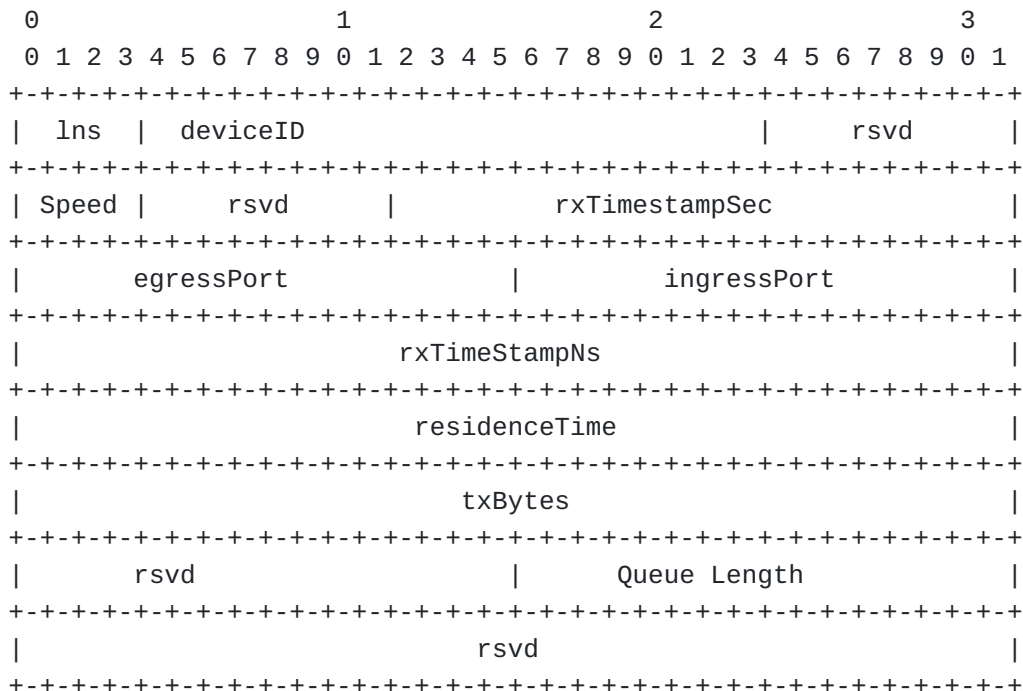 0                   1                   2                   3
 0 1 2 3 4 5 6 7 8 9 0 1 2 3 4 5 6 7 8 9 0 1 2 3 4 5 6 7 8 9 0 1
+-+-+-+-+-+-+-+-+-+-+-+-+-+-+-+-+-+-+-+-+-+-+-+-+-+-+-+-+-+-+-+-+
|  lns  |  deviceID                             |     rsvd      |
+-+-+-+-+-+-+-+-+-+-+-+-+-+-+-+-+-+-+-+-+-+-+-+-+-+-+-+-+-+-+-+-+
| Speed |     rsvd      |          rxTimestampSec               |
+-+-+-+-+-+-+-+-+-+-+-+-+-+-+-+-+-+-+-+-+-+-+-+-+-+-+-+-+-+-+-+-+
|       egressPort              |         ingressPort           |
+-+-+-+-+-+-+-+-+-+-+-+-+-+-+-+-+-+-+-+-+-+-+-+-+-+-+-+-+-+-+-+-+
|                        rxTimeStampNs                          |
+-+-+-+-+-+-+-+-+-+-+-+-+-+-+-+-+-+-+-+-+-+-+-+-+-+-+-+-+-+-+-+-+
|                         residenceTime                         |
+-+-+-+-+-+-+-+-+-+-+-+-+-+-+-+-+-+-+-+-+-+-+-+-+-+-+-+-+-+-+-+-+
|                            txBytes                            |
+-+-+-+-+-+-+-+-+-+-+-+-+-+-+-+-+-+-+-+-+-+-+-+-+-+-+-+-+-+-+-+-+
|       rsvd                    |      Queue Length             |
+-+-+-+-+-+-+-+-+-+-+-+-+-+-+-+-+-+-+-+-+-+-+-+-+-+-+-+-+-+-+-+-+
|                             rsvd                              |
+-+-+-+-+-+-+-+-+-+-+-+-+-+-+-+-+-+-+-+-+-+-+-+-+-+-+-+-+-+-+-+-+